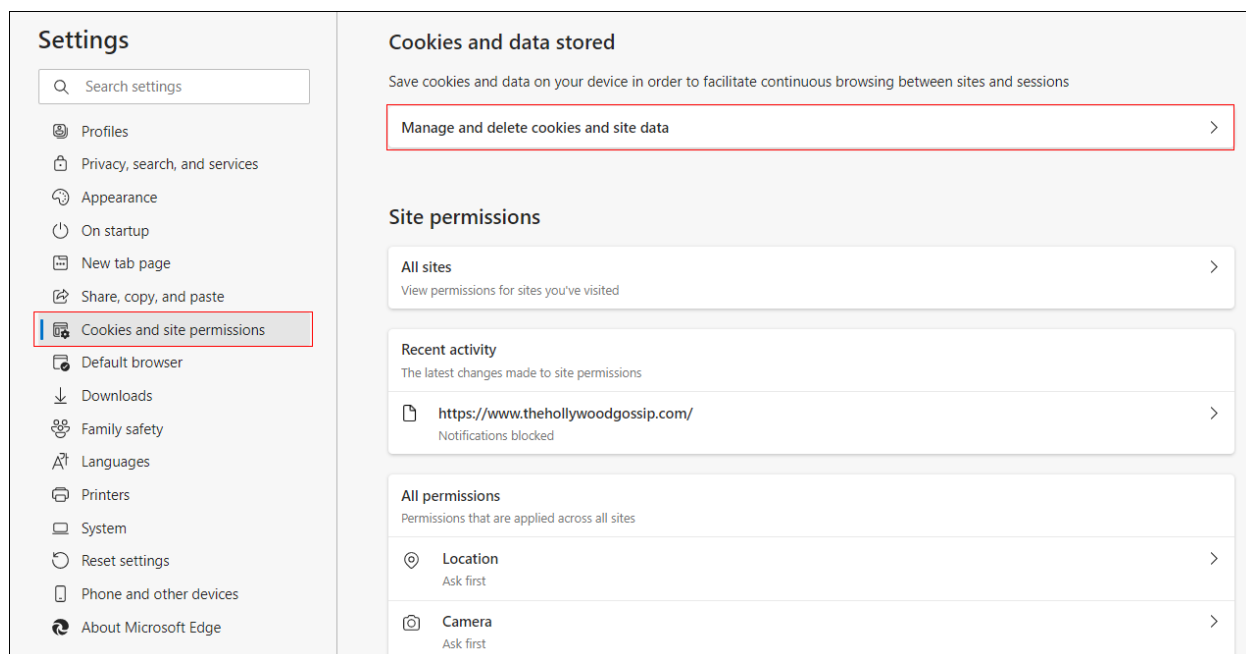 Settings
Search settings
Profiles
Privacy, search, and services
Appearance
On startup
New tab page
Share, copy, and paste
Cookies and site permissions
Default browser
Downloads
Family safety
Languages
Printers
System
Reset settings
Phone and other devices
About Microsoft Edge
Cookies and data stored
Save cookies and data on your device in order to facilitate continuous browsing between sites and sessions
Manage and delete cookies and site data
Site permissions
All sites
View permissions for sites you've visited
Recent activity
The latest changes made to site permissions
https://www.thehollywoodgossip.com/
Notifications blocked
All permissions
Permissions that are applied across all sites
Location
Ask first
Camera
Ask first